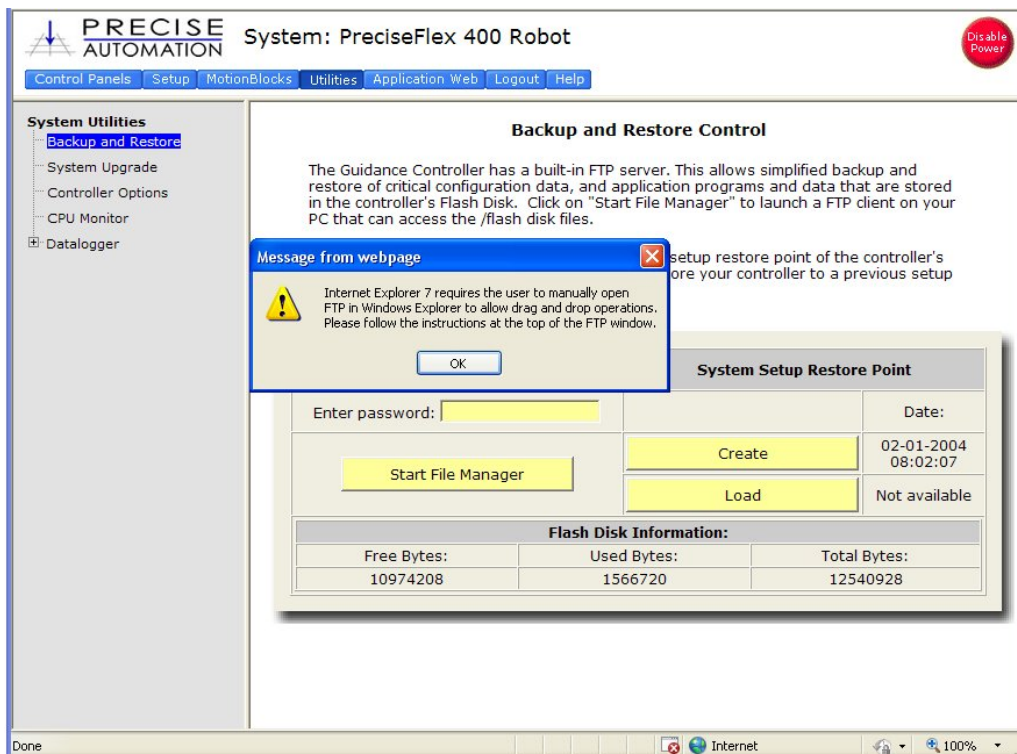 PRECISE
AUTOMATION
System: PreciseFlex 400 Robot
Disable
Power
Control Panels Setup MotionBlocks Utilities Application Web Logout Help
System Utilities
Backup and Restore
System Upgrade
Controller Options
CPU Monitor
Datalogger
Backup and Restore Control
The Guidance Controller has a built-in FTP server. This allows simplified backup and
restore of critical configuration data, and application programs and data that are stored
in the controller's Flash Disk. Click on "Start File Manager" to launch a FTP client on your
PC that can access the /flash disk files.
setup restore point of the controller's
your controller to a previous setup
Message from webpage
Internet Explorer 7 requires the user to manually open
FTP in Windows Explorer to allow drag and drop operations.
Please follow the instructions at the top of the FTP window.
OK
System Setup Restore Point
Enter password:
Date:
Start File Manager
Create
02-01-2004
08:02:07
Load
Not available
Flash Disk Information:
Free Bytes: Used Bytes: Total Bytes:
10974208 1566720 12540928
Done
Internet
100%